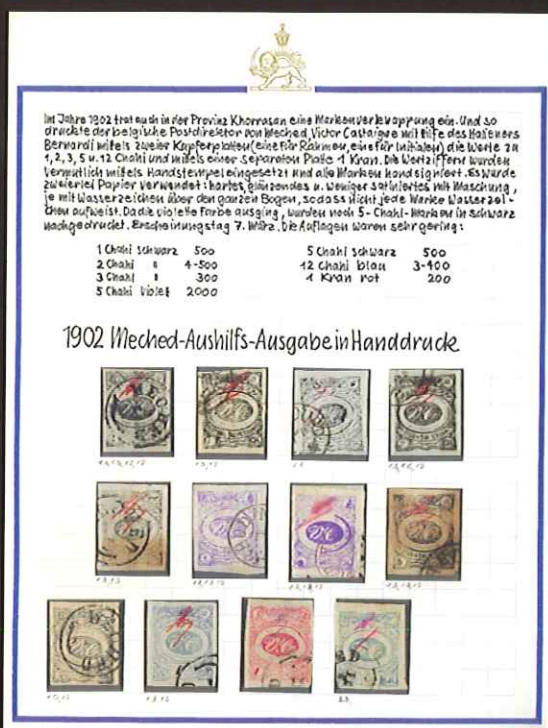 Im Jahre 1902 trat auch in der Provinz Khorrasan eine Markenverknappung ein. Und so
druckte der belgische Postdirektor von Meched, Victor Castaigne mit Hilfe des Italieners
Bernardi mittels zweier Kupferplatten (eine für Rahmen, eine für Initialen) die Werte zu
1, 2, 3, 5 u. 12 Chahi und mittels einer separaten Platte 1 Kran. Die Wertziffern wurden
vermutlich mittels Handstempel eingesetzt und alle Marken handsigniert. Es wurde
zweierlei Papier verwendet: hartes, glänzendes u. weniger satiniertes mit Maschung,
je mit Wasserzeichen über den ganzen Bogen, sodass nicht jede Marke Wasserzei-
chen aufweist. Da die violette Farbe ausging, wurden noch 5-Chahi-Marken in schwarz
nachgedruckt. Erscheinungstag 7. März. Die Auflagen waren sehr gering:
1 Chahi schwarz 500
2 Chahi " 4-500
3 Chahi " 300
5 Chahi violet 2000
5 Chahi schwarz 500
12 Chahi blau 3-400
1 Kran rot 200
1902 Meched-Aushilfs-Ausgabe in Handdruck